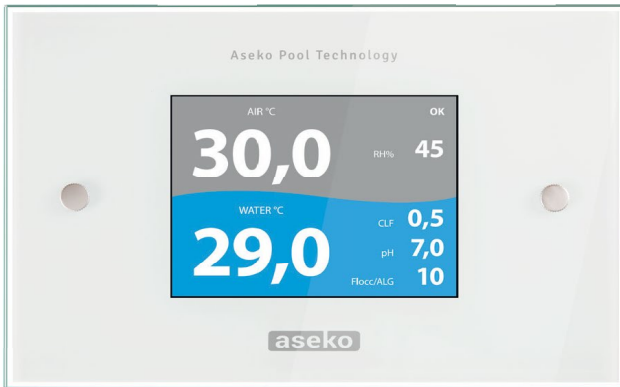 Aseko Pool Technology
AIR °C
OK
30,0
RH% 45
WATER °C
29,0
CLF 0,5
pH 7,0
Flocc/ALG 10
aseko